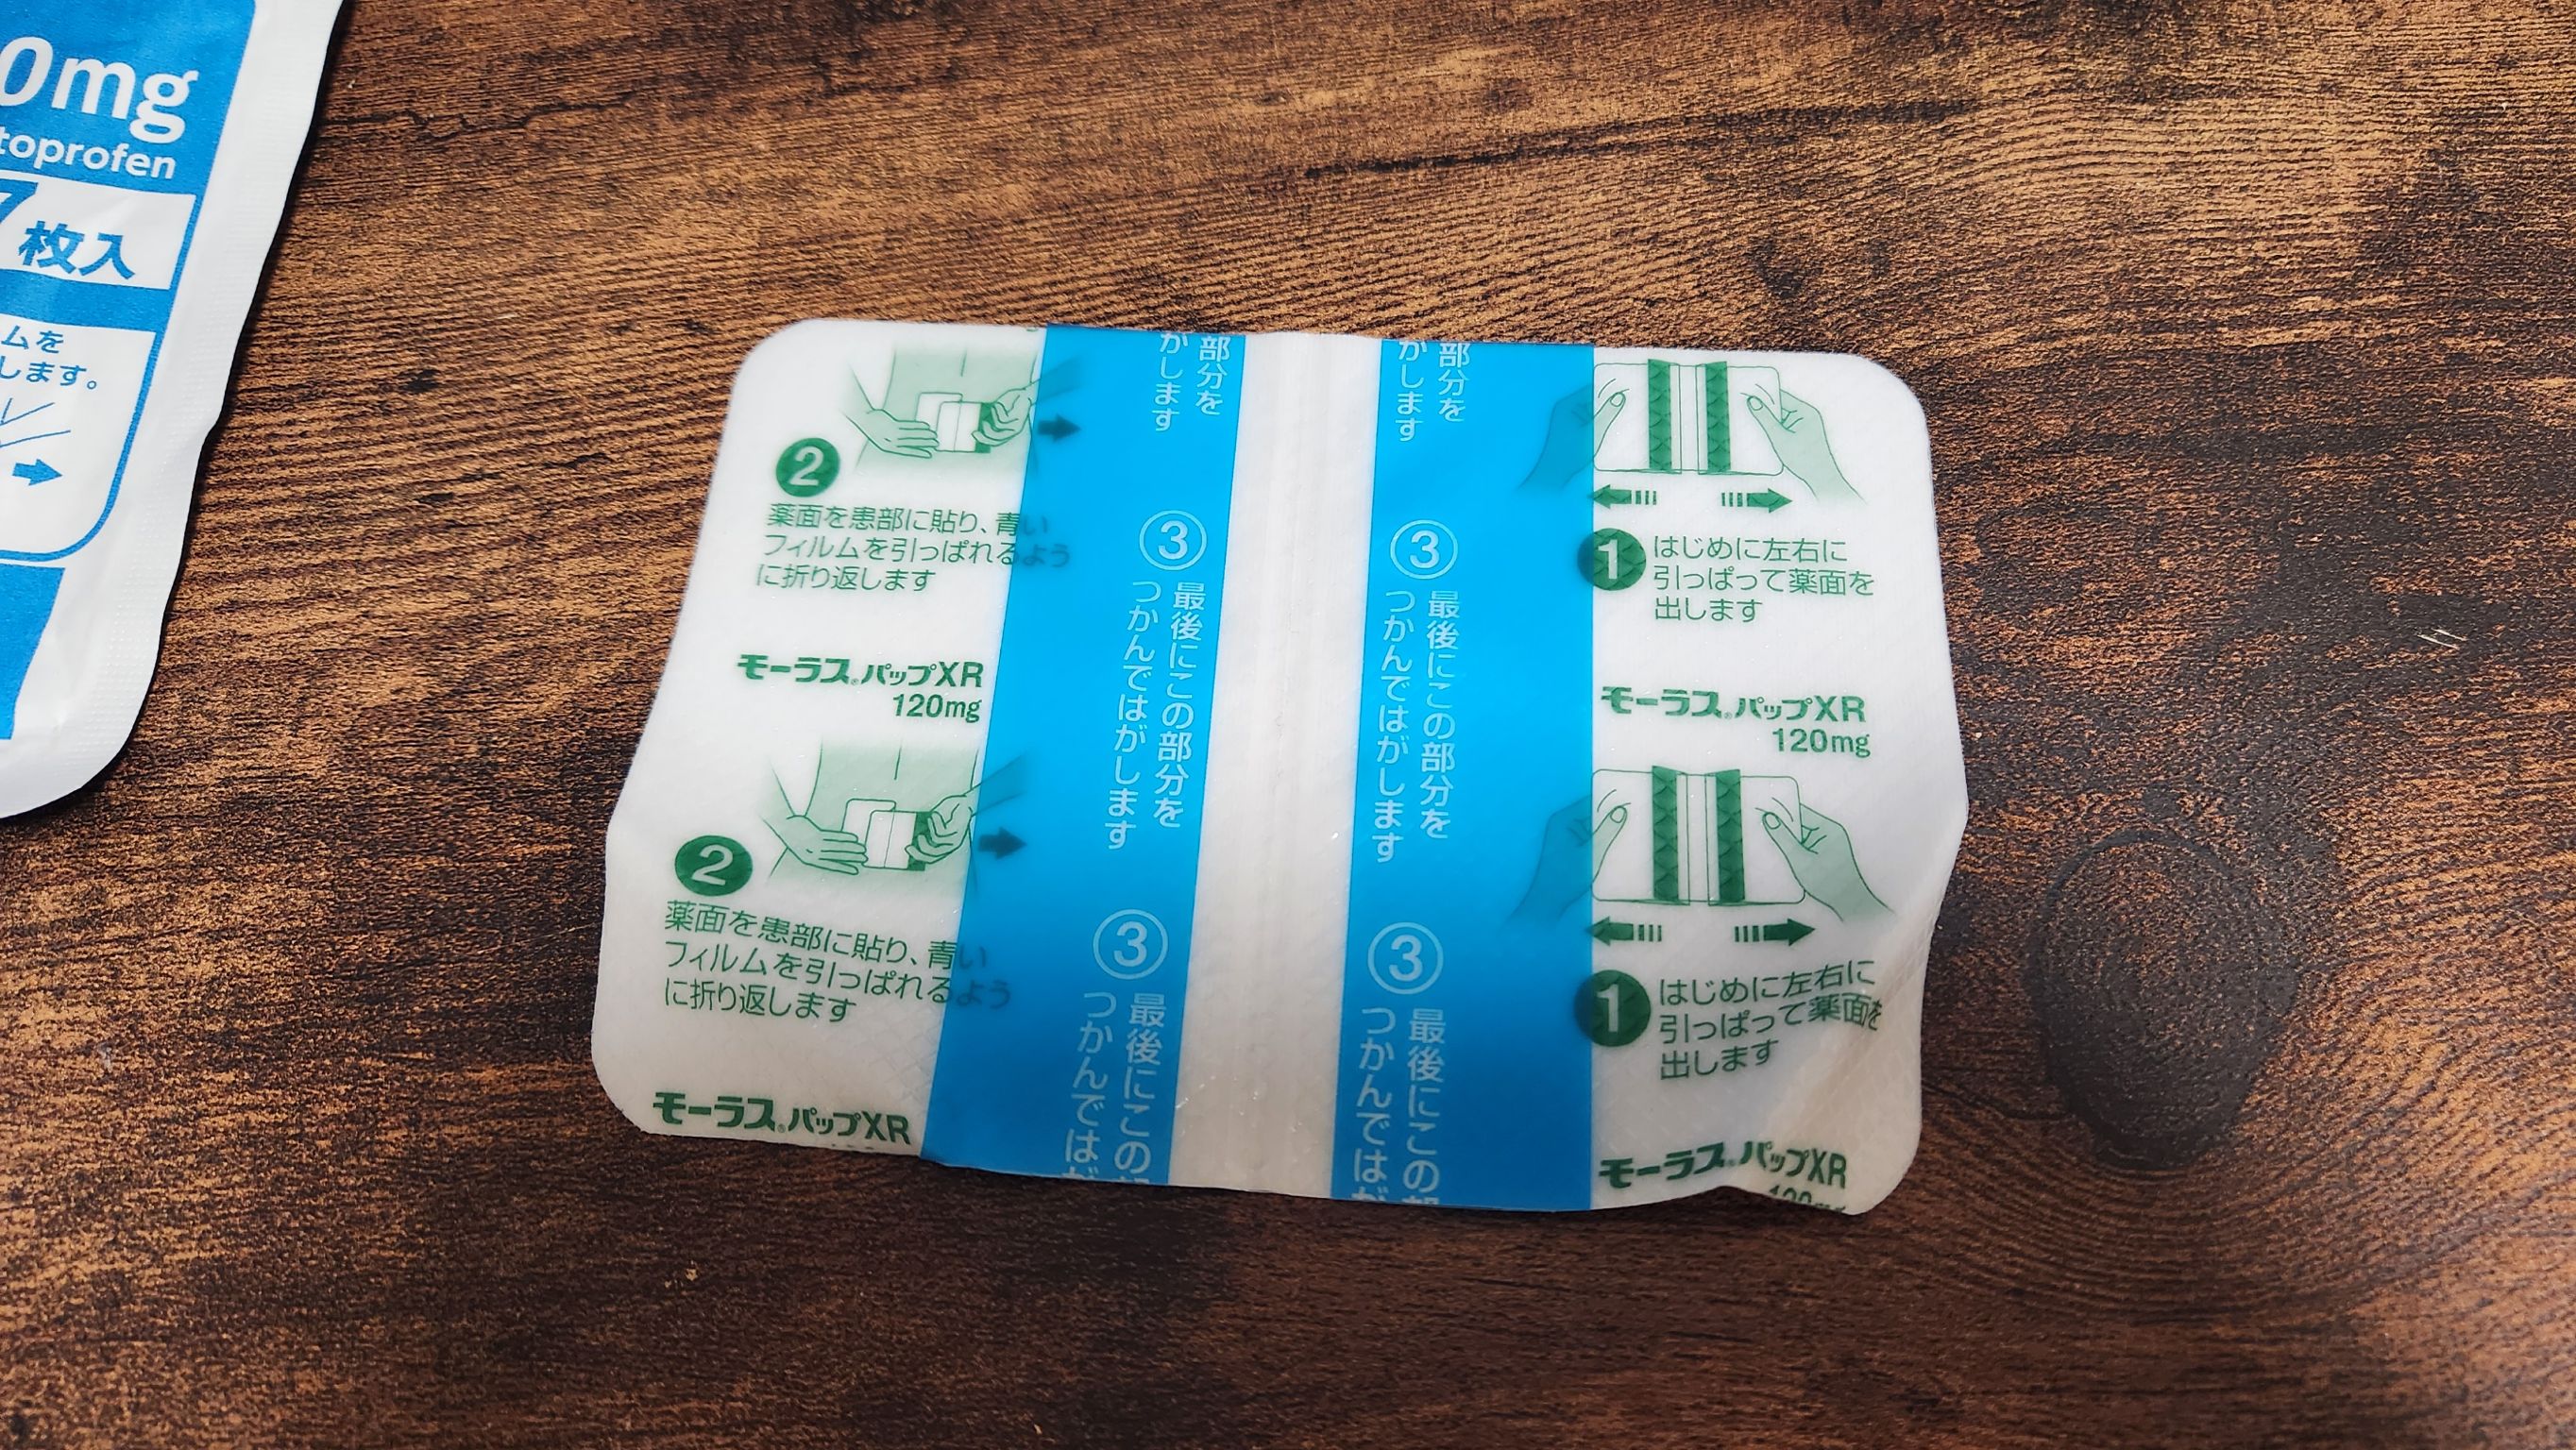 0mg
toprofen
7枚入
ムを
します。
部分を
がします
③
最後にこの部分を
つかんではがします
③
最後にこの
つかんでは
部分を
がします
③
最後にこの部分を
つかんではがします
③
最後にこの
つかんでは
2
薬面を患部に貼り、青い
フィルムを引っぱれるよう
に折り返します
モーラス®パップXR
120mg
2
薬面を患部に貼り、青い
フィルムを引っぱれるよう
に折り返します
モーラス®パップXR
1
はじめに左右に
引っぱって薬面を
出します
モーラス®パップXR
120mg
1
はじめに左右に
引っぱって薬面を
出します
モーラス®パップXR
120mg